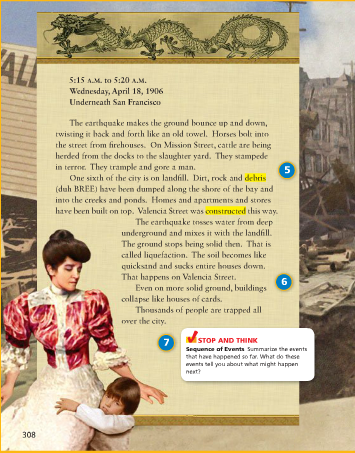 5:15 A.M. to 5:20 A.M.
Wednesday, April 18, 1906
Underneath San Francisco
The earthquake makes the ground bounce up and down,
twisting it back and forth like an old towel. Horses bolt into
the street from firehouses. On Mission Street, cattle are being
herded from the docks to the slaughter yard. They stampede
in terror. They trample and gore a man.
One sixth of the city is on landfill. Dirt, rock and debris
(duh BREE) have been dumped along the shore of the bay and
into the creeks and ponds. Homes and apartments and stores
have been built on top. Valencia Street was constructed this way.
The earthquake tosses water from deep
underground and mixes it with the landfill.
The ground stops being solid then. That is
called liquefaction. The soil becomes like
quicksand and sucks entire houses down.
That happens on Valencia Street.
Even on more solid ground, buildings
collapse like houses of cards.
Thousands of people are trapped all
over the city.
5
6
7
STOP AND THINK
Sequence of Events Summarize the events
that have happened so far. What do these
events tell you about what might happen
next?
308